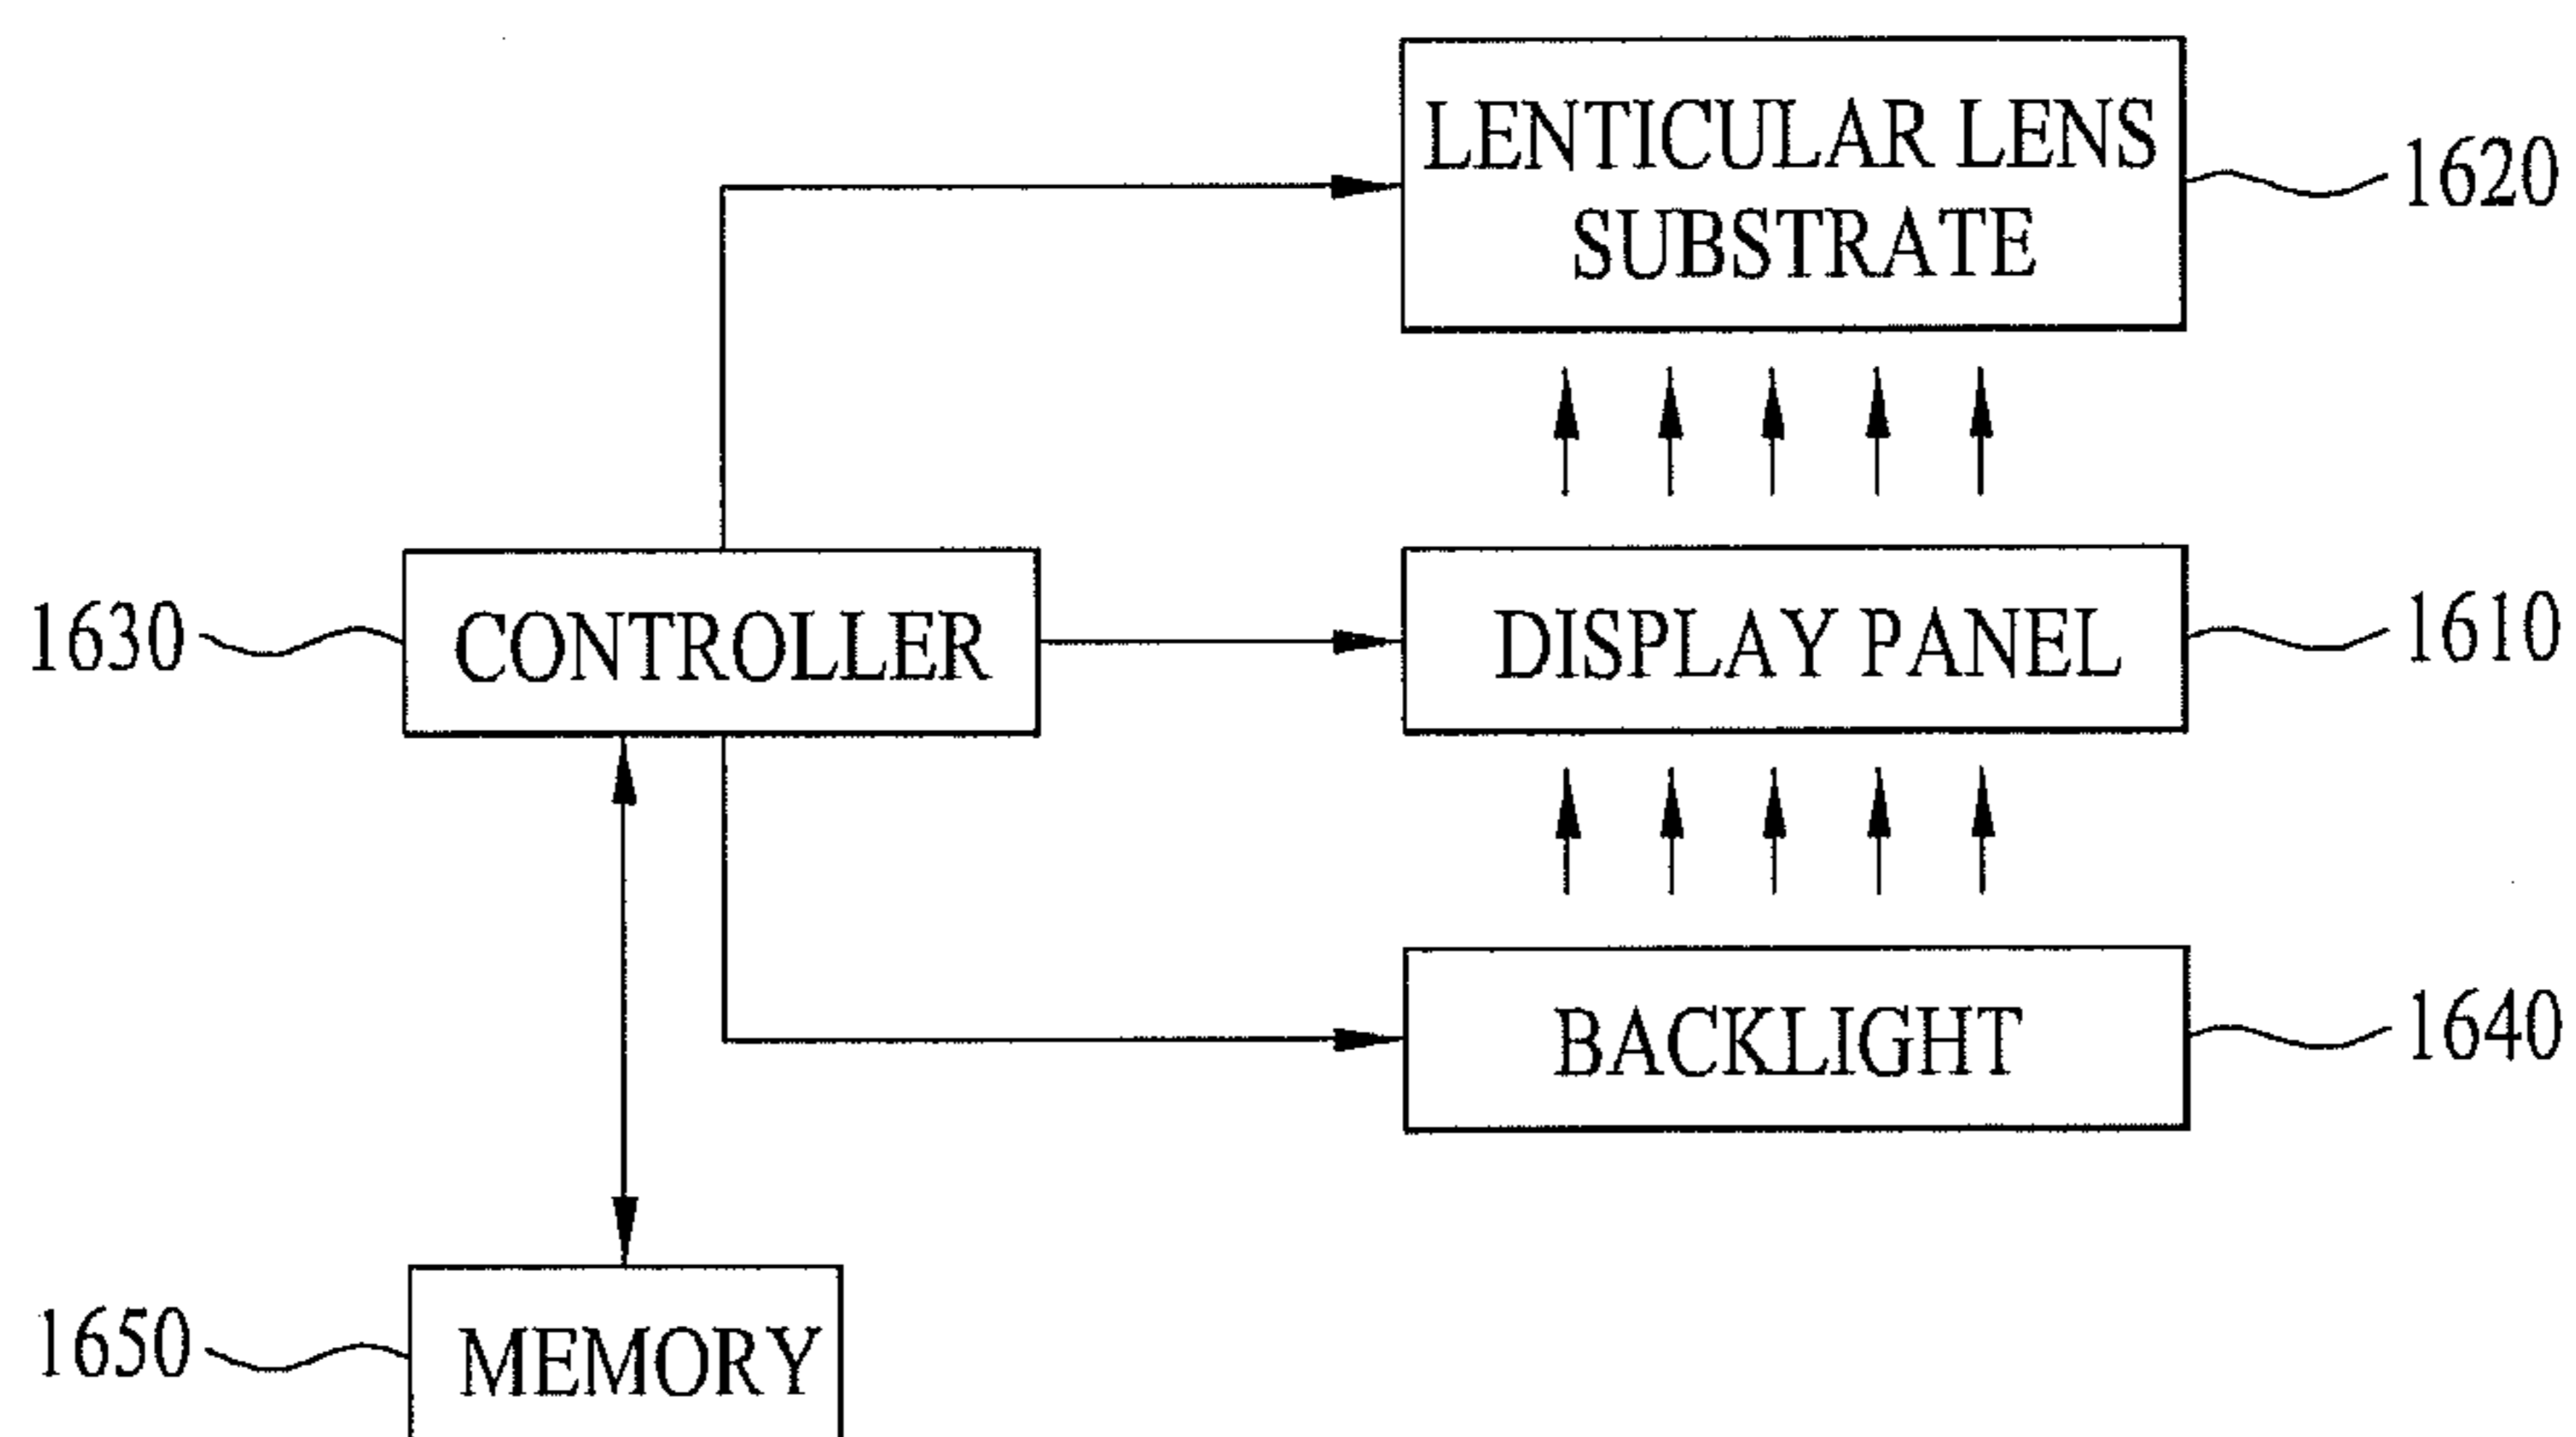 LENTICULAR LENS
SUBSTRATE
1620
1630
CONTROLLER
DISPLAY PANEL
1610
BACKLIGHT
1640
1650
MEMORY